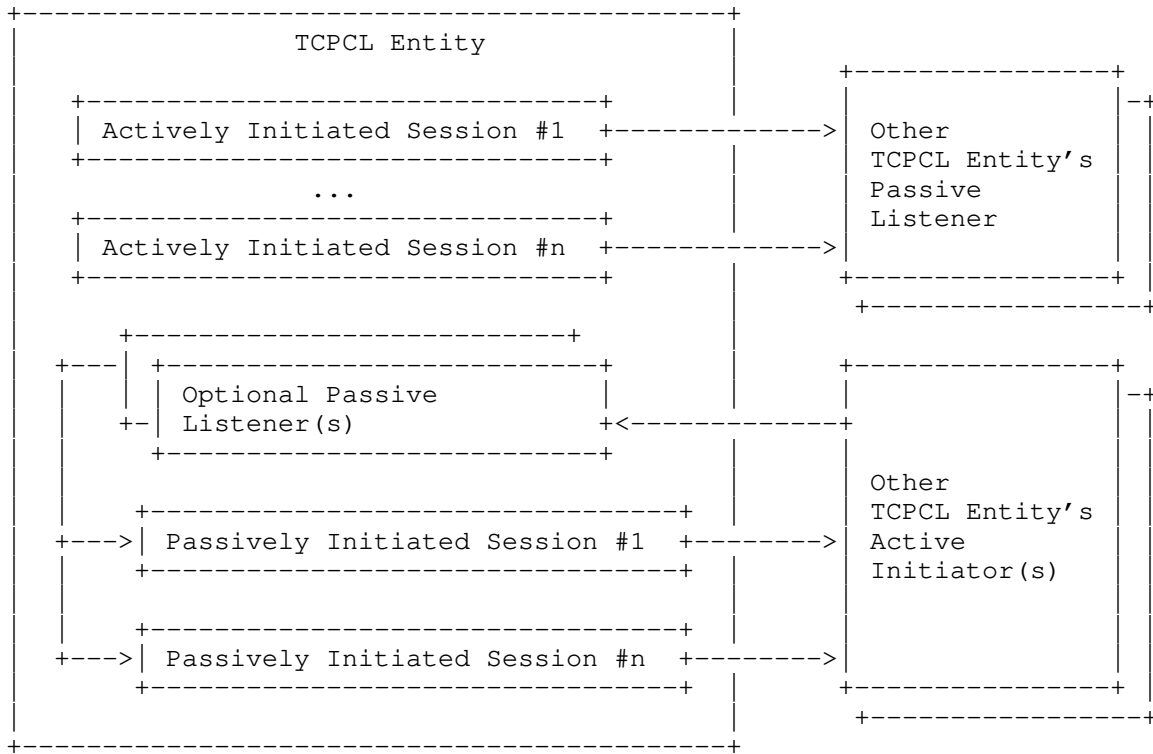 TCPCL Entity
Actively Initiated Session #1
Other
TCPCL Entity's
Passive
Listener
...
Actively Initiated Session #n
Optional Passive
Listener(s)
Other
TCPCL Entity's
Active
Initiator(s)
Passively Initiated Session #1
Passively Initiated Session #n